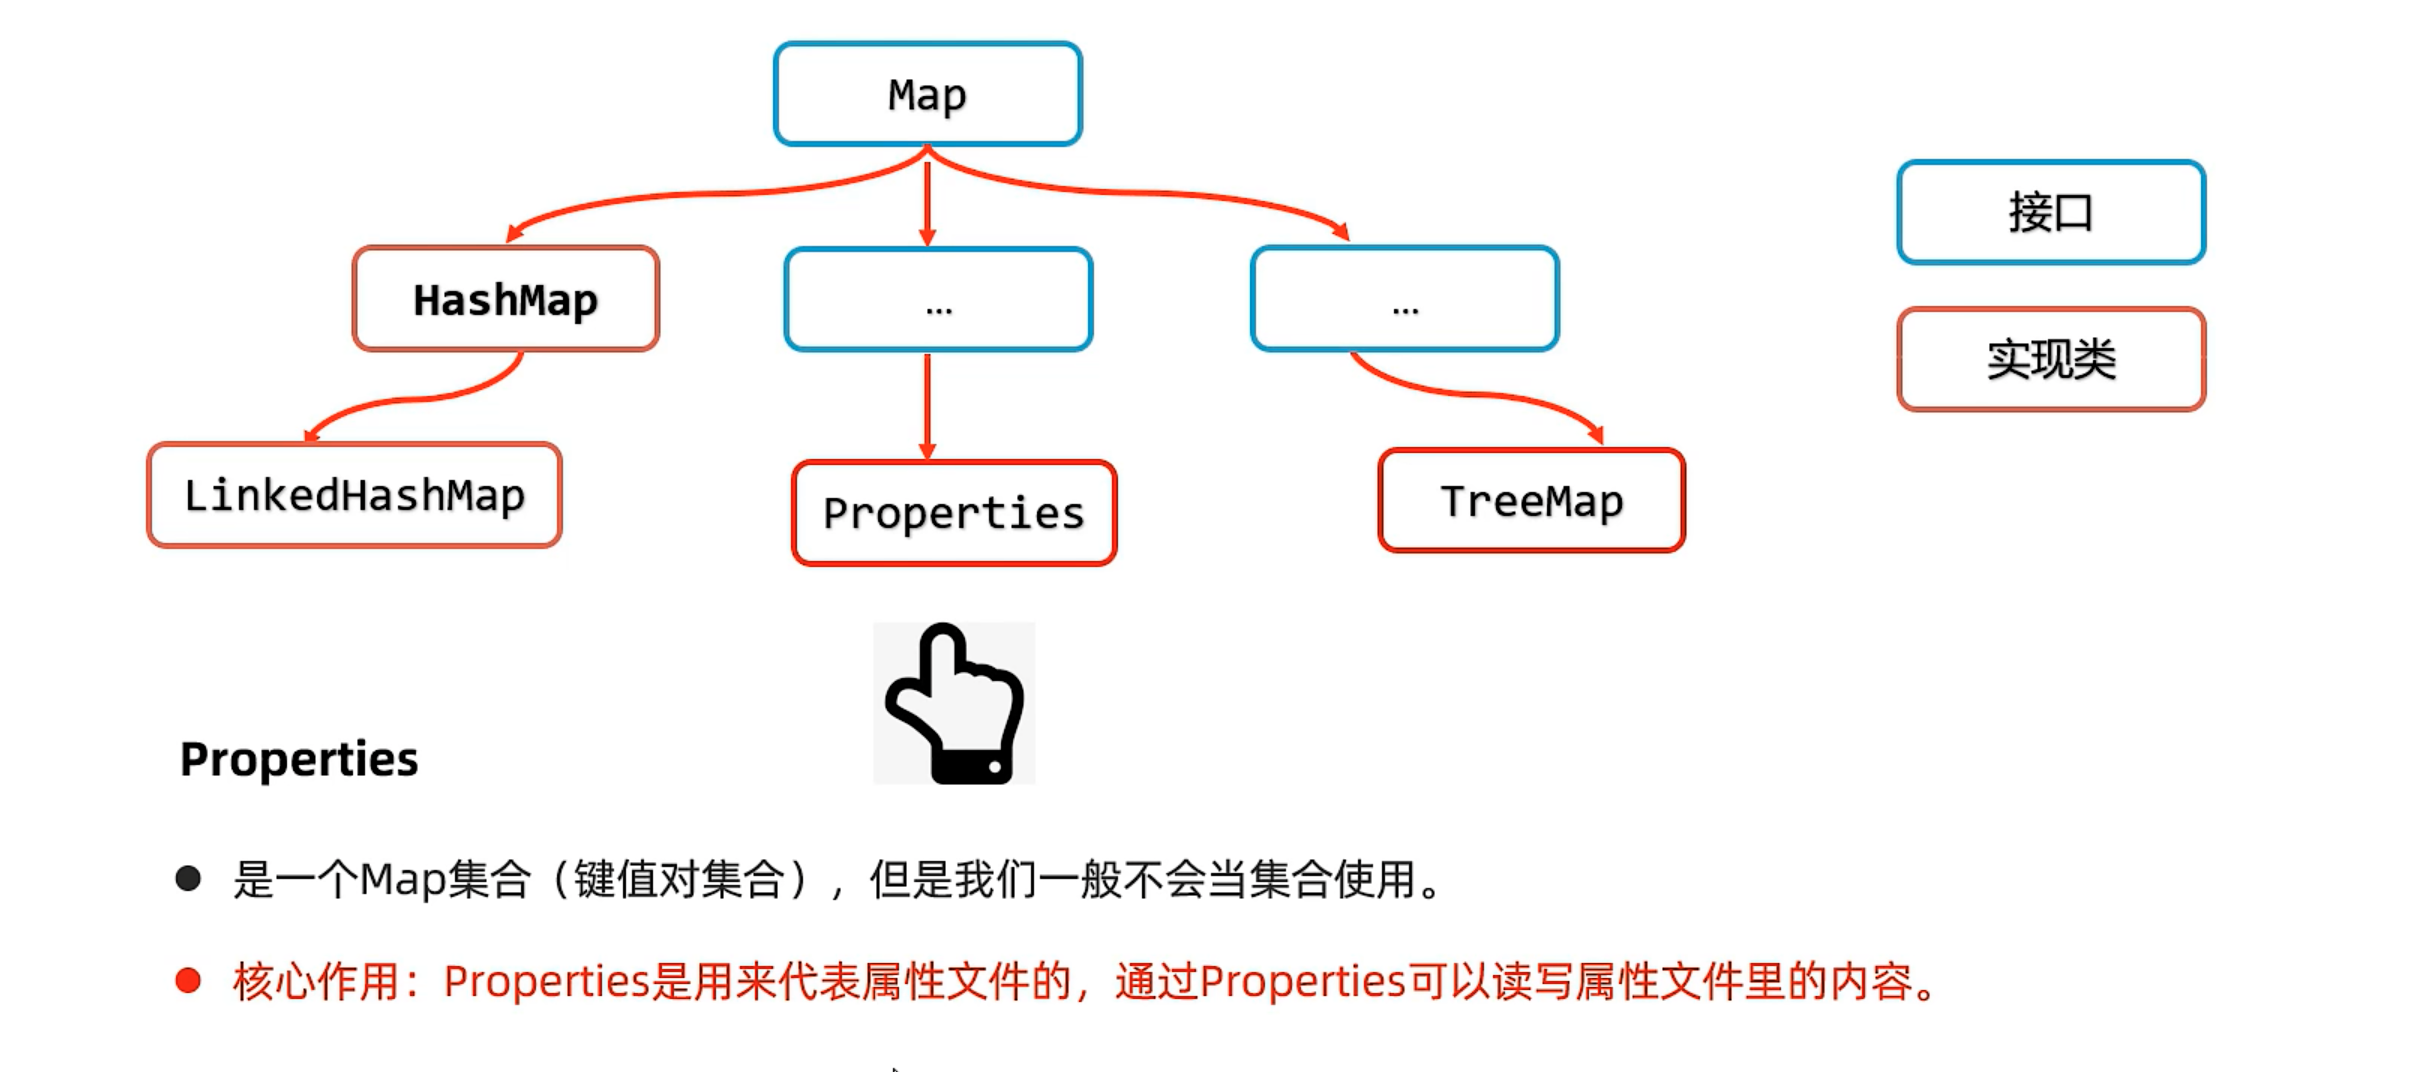 Map
接口
HashMap
...
...
实现类
LinkedHashMap
Properties
TreeMap
Properties
是一个Map集合（键值对集合），但是我们一般不会当集合使用。
核心作用：Properties是用来代表属性文件的，通过Properties可以读写属性文件里的内容。